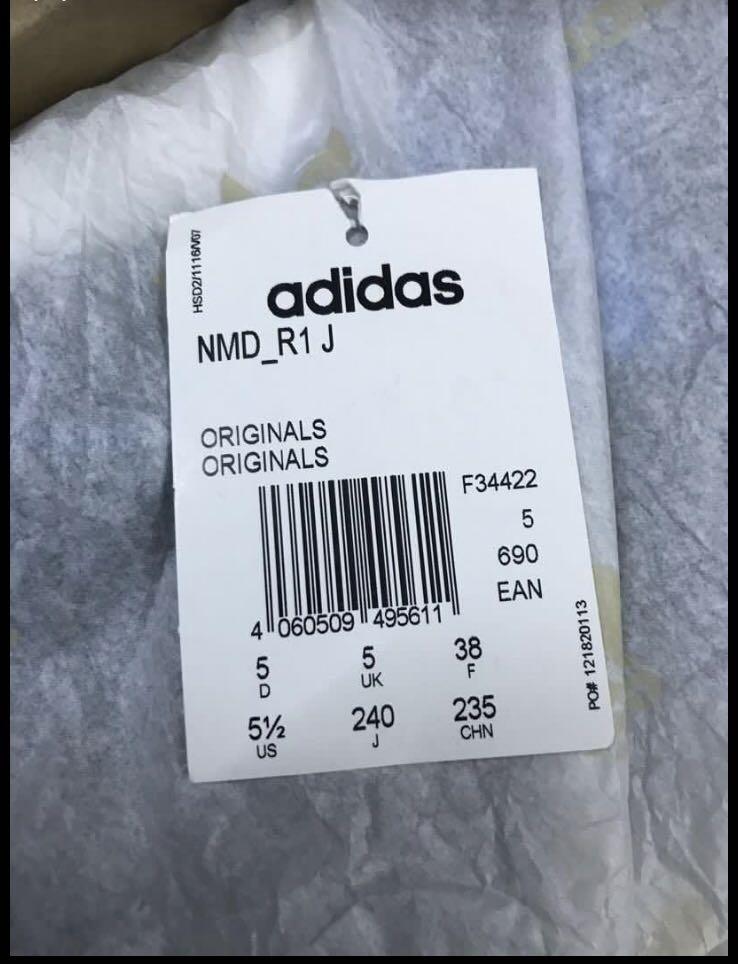 HSD2/1116/V07
adidas
NMD_R1 J
ORIGINALS
ORIGINALS
F34422
5
690
EAN
4 060509 495611
5 5 38
D UK F
5½ 240 235
US J CHN
PO# 121820113